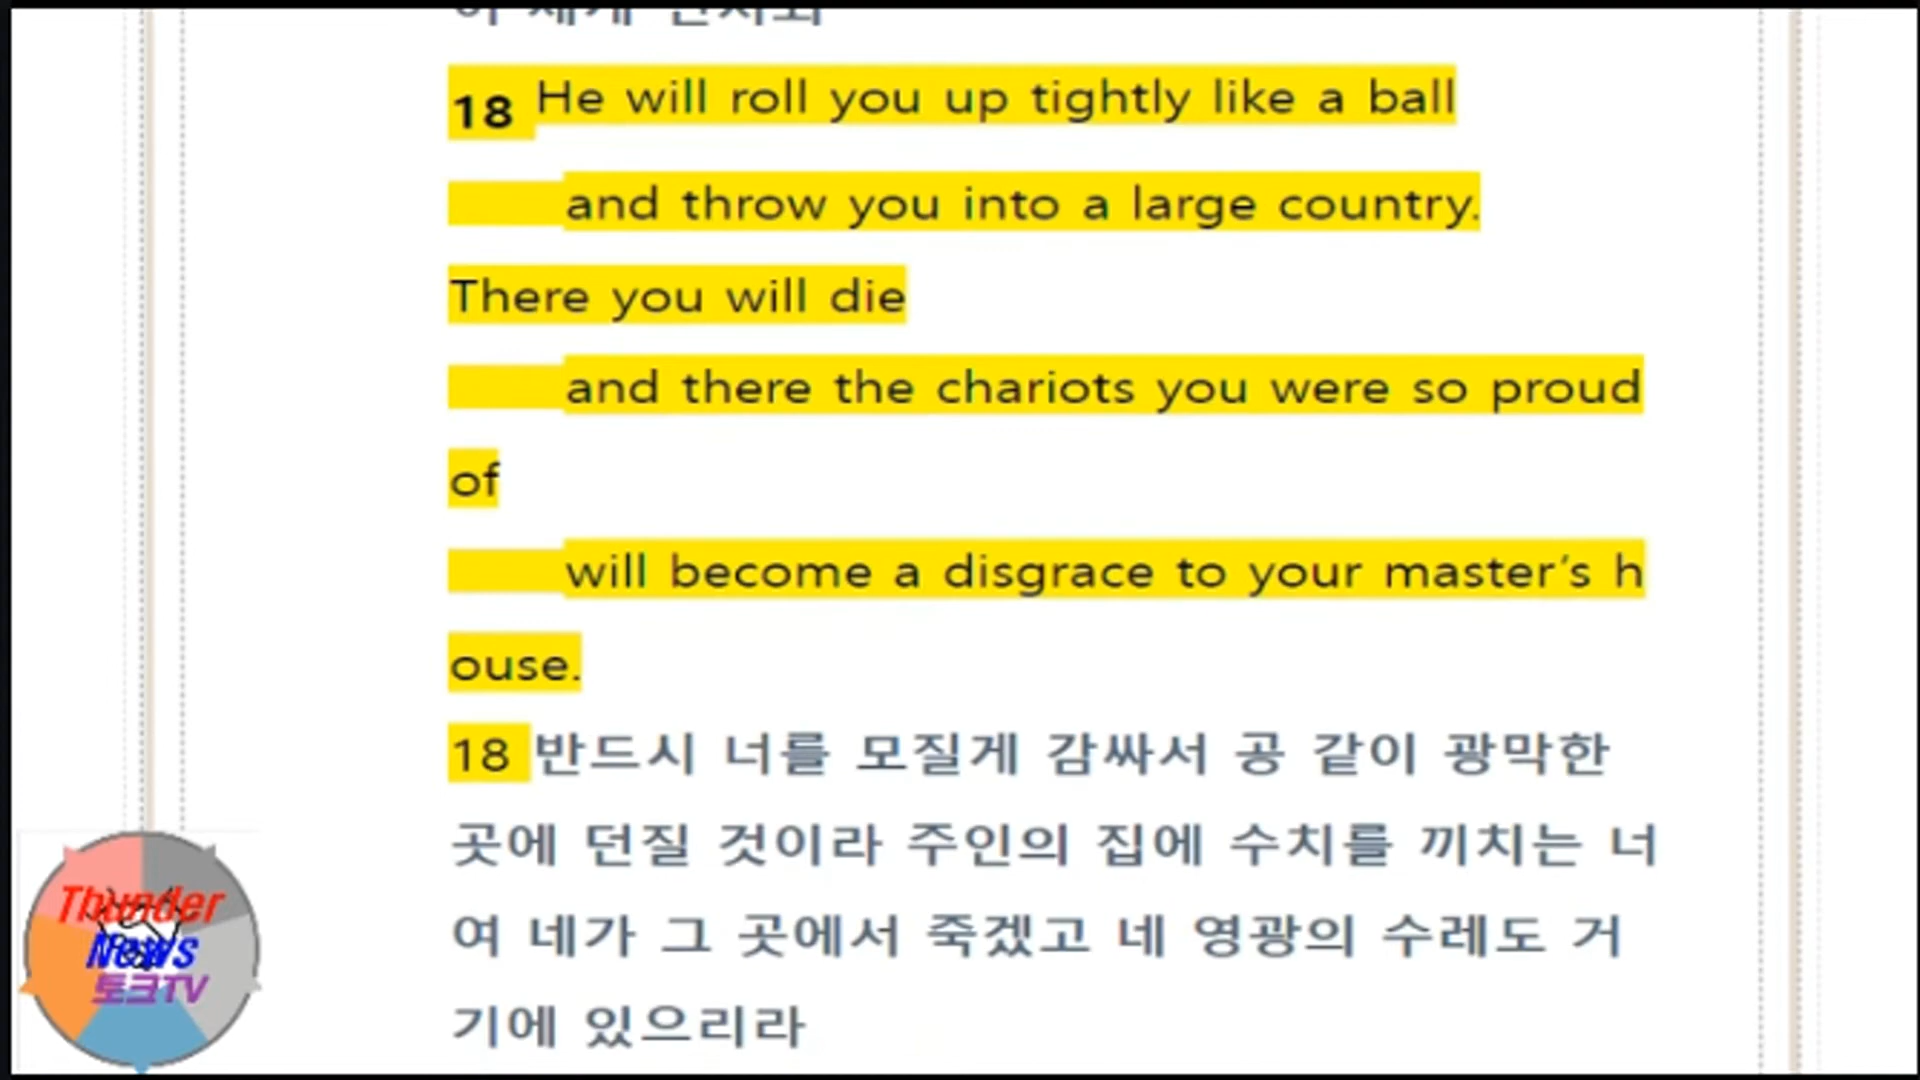 18 He will roll you up tightly like a ball
and throw you into a large country.
There you will die
and there the chariots you were so proud
of
will become a disgrace to your master's h
ouse.
18 반드시 너를 모질게 감싸서 공 같이 광막한
곳에 던질 것이라 주인의 집에 수치를 끼치는 너
여 네가 그 곳에서 죽겠고 네 영광의 수레도 거
기에 있으리라
Thunder
News
토크TV